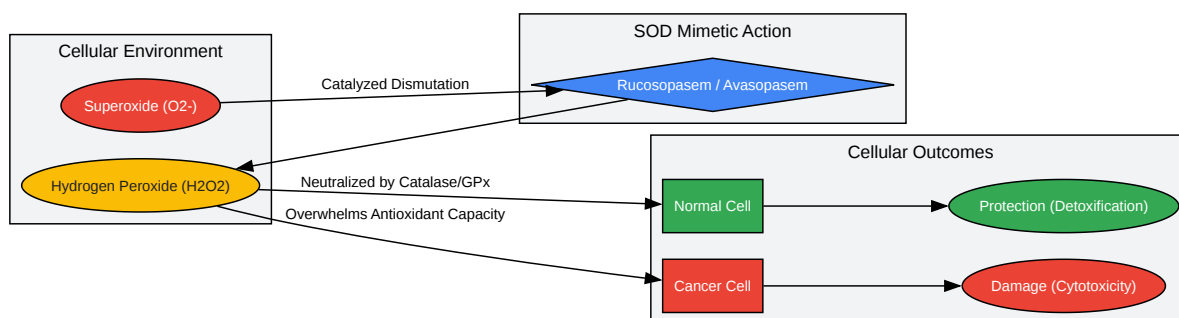 Cellular Environment
Superoxide (O2-)
Hydrogen Peroxide (H2O2)
Catalyzed Dismutation
SOD Mimetic Action
Rucosopasem / Avasopasem
Neutralized by Catalase/GPx
Overwhelms Antioxidant Capacity
Cellular Outcomes
Normal Cell
Protection (Detoxification)
Cancer Cell
Damage (Cytotoxicity)